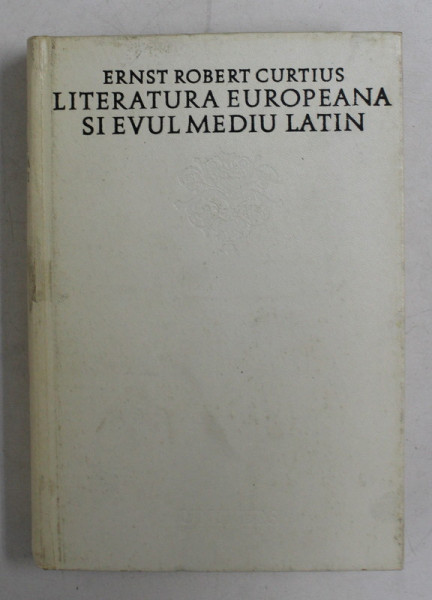 ERNST ROBERT CURTIUS
LITERATURA EUROPEANA
SI EVUL MEDIU LATIN